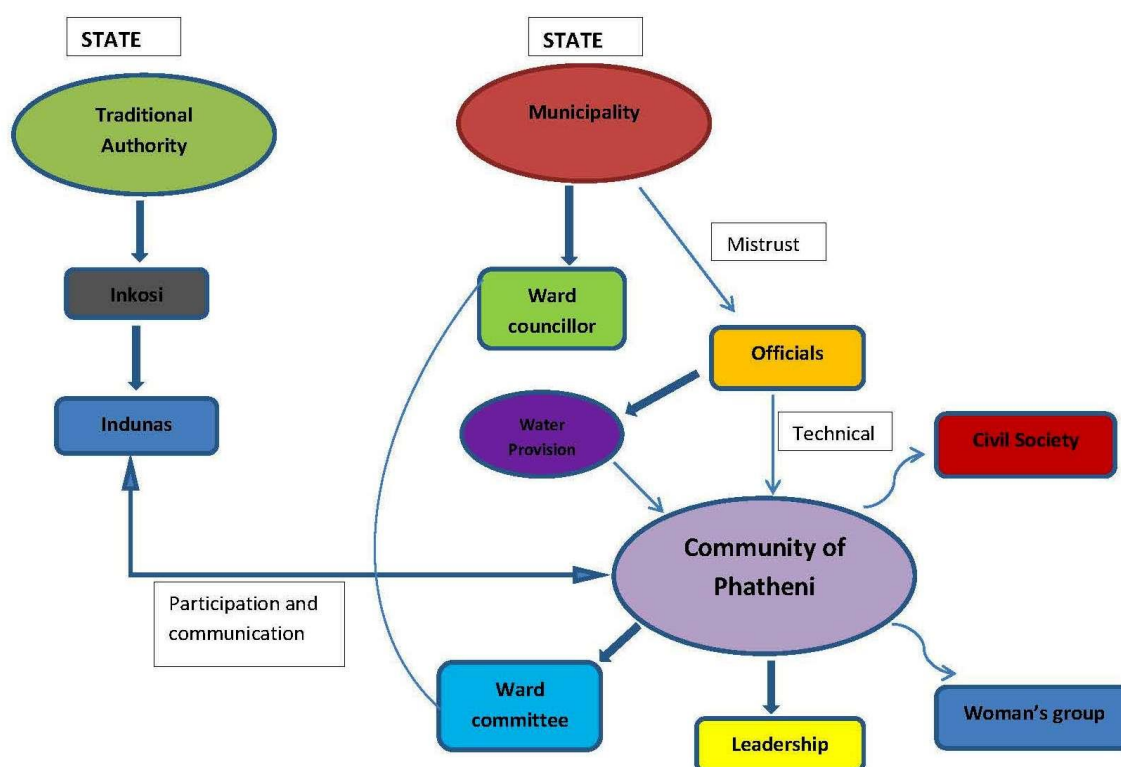 STATE
STATE
Traditional
Authority
Municipality
Mistrust
Inkosi
Ward
councillor
Officials
Indunas
Water
Provision
Technical
Civil Society
Community of
Phatheni
Participation and
communication
Ward
committee
Leadership
Woman's group